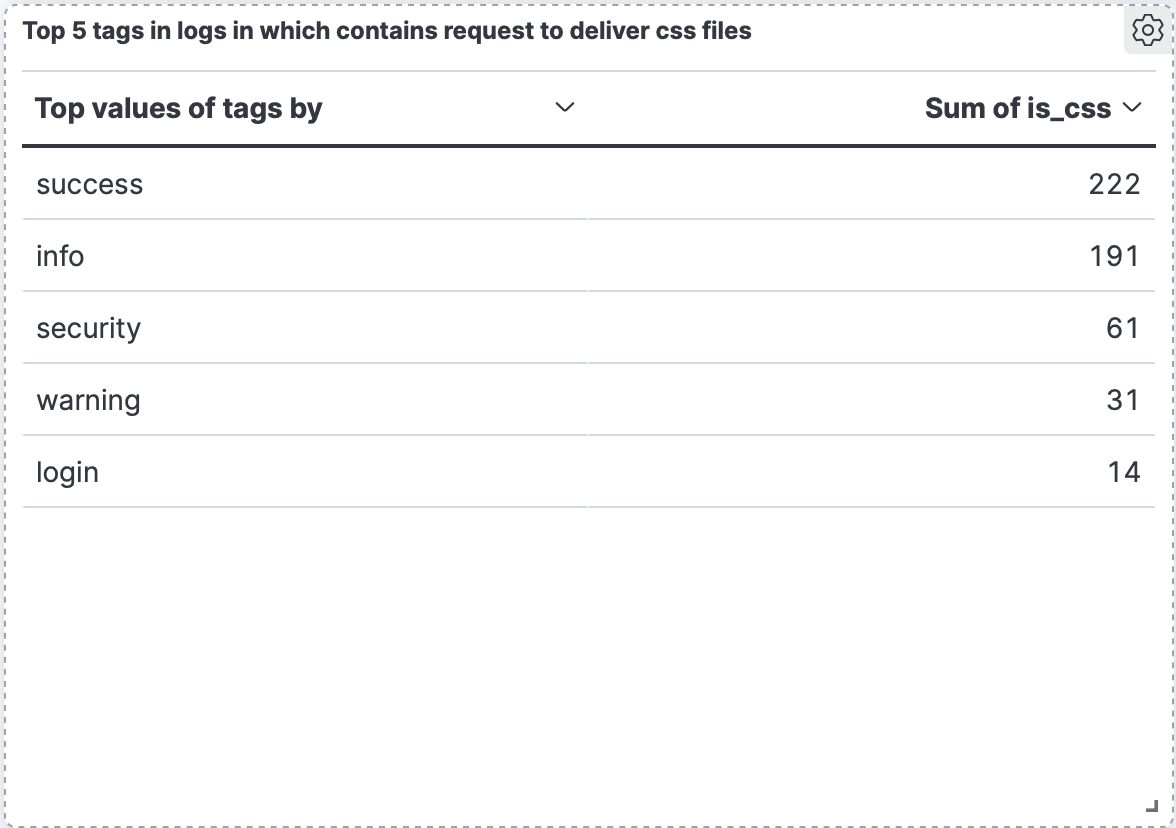 Top 5 tags in logs in which contains request to deliver css files
Top values of tags by Sum of is_css
success 222
info 191
security 61
warning 31
login 14